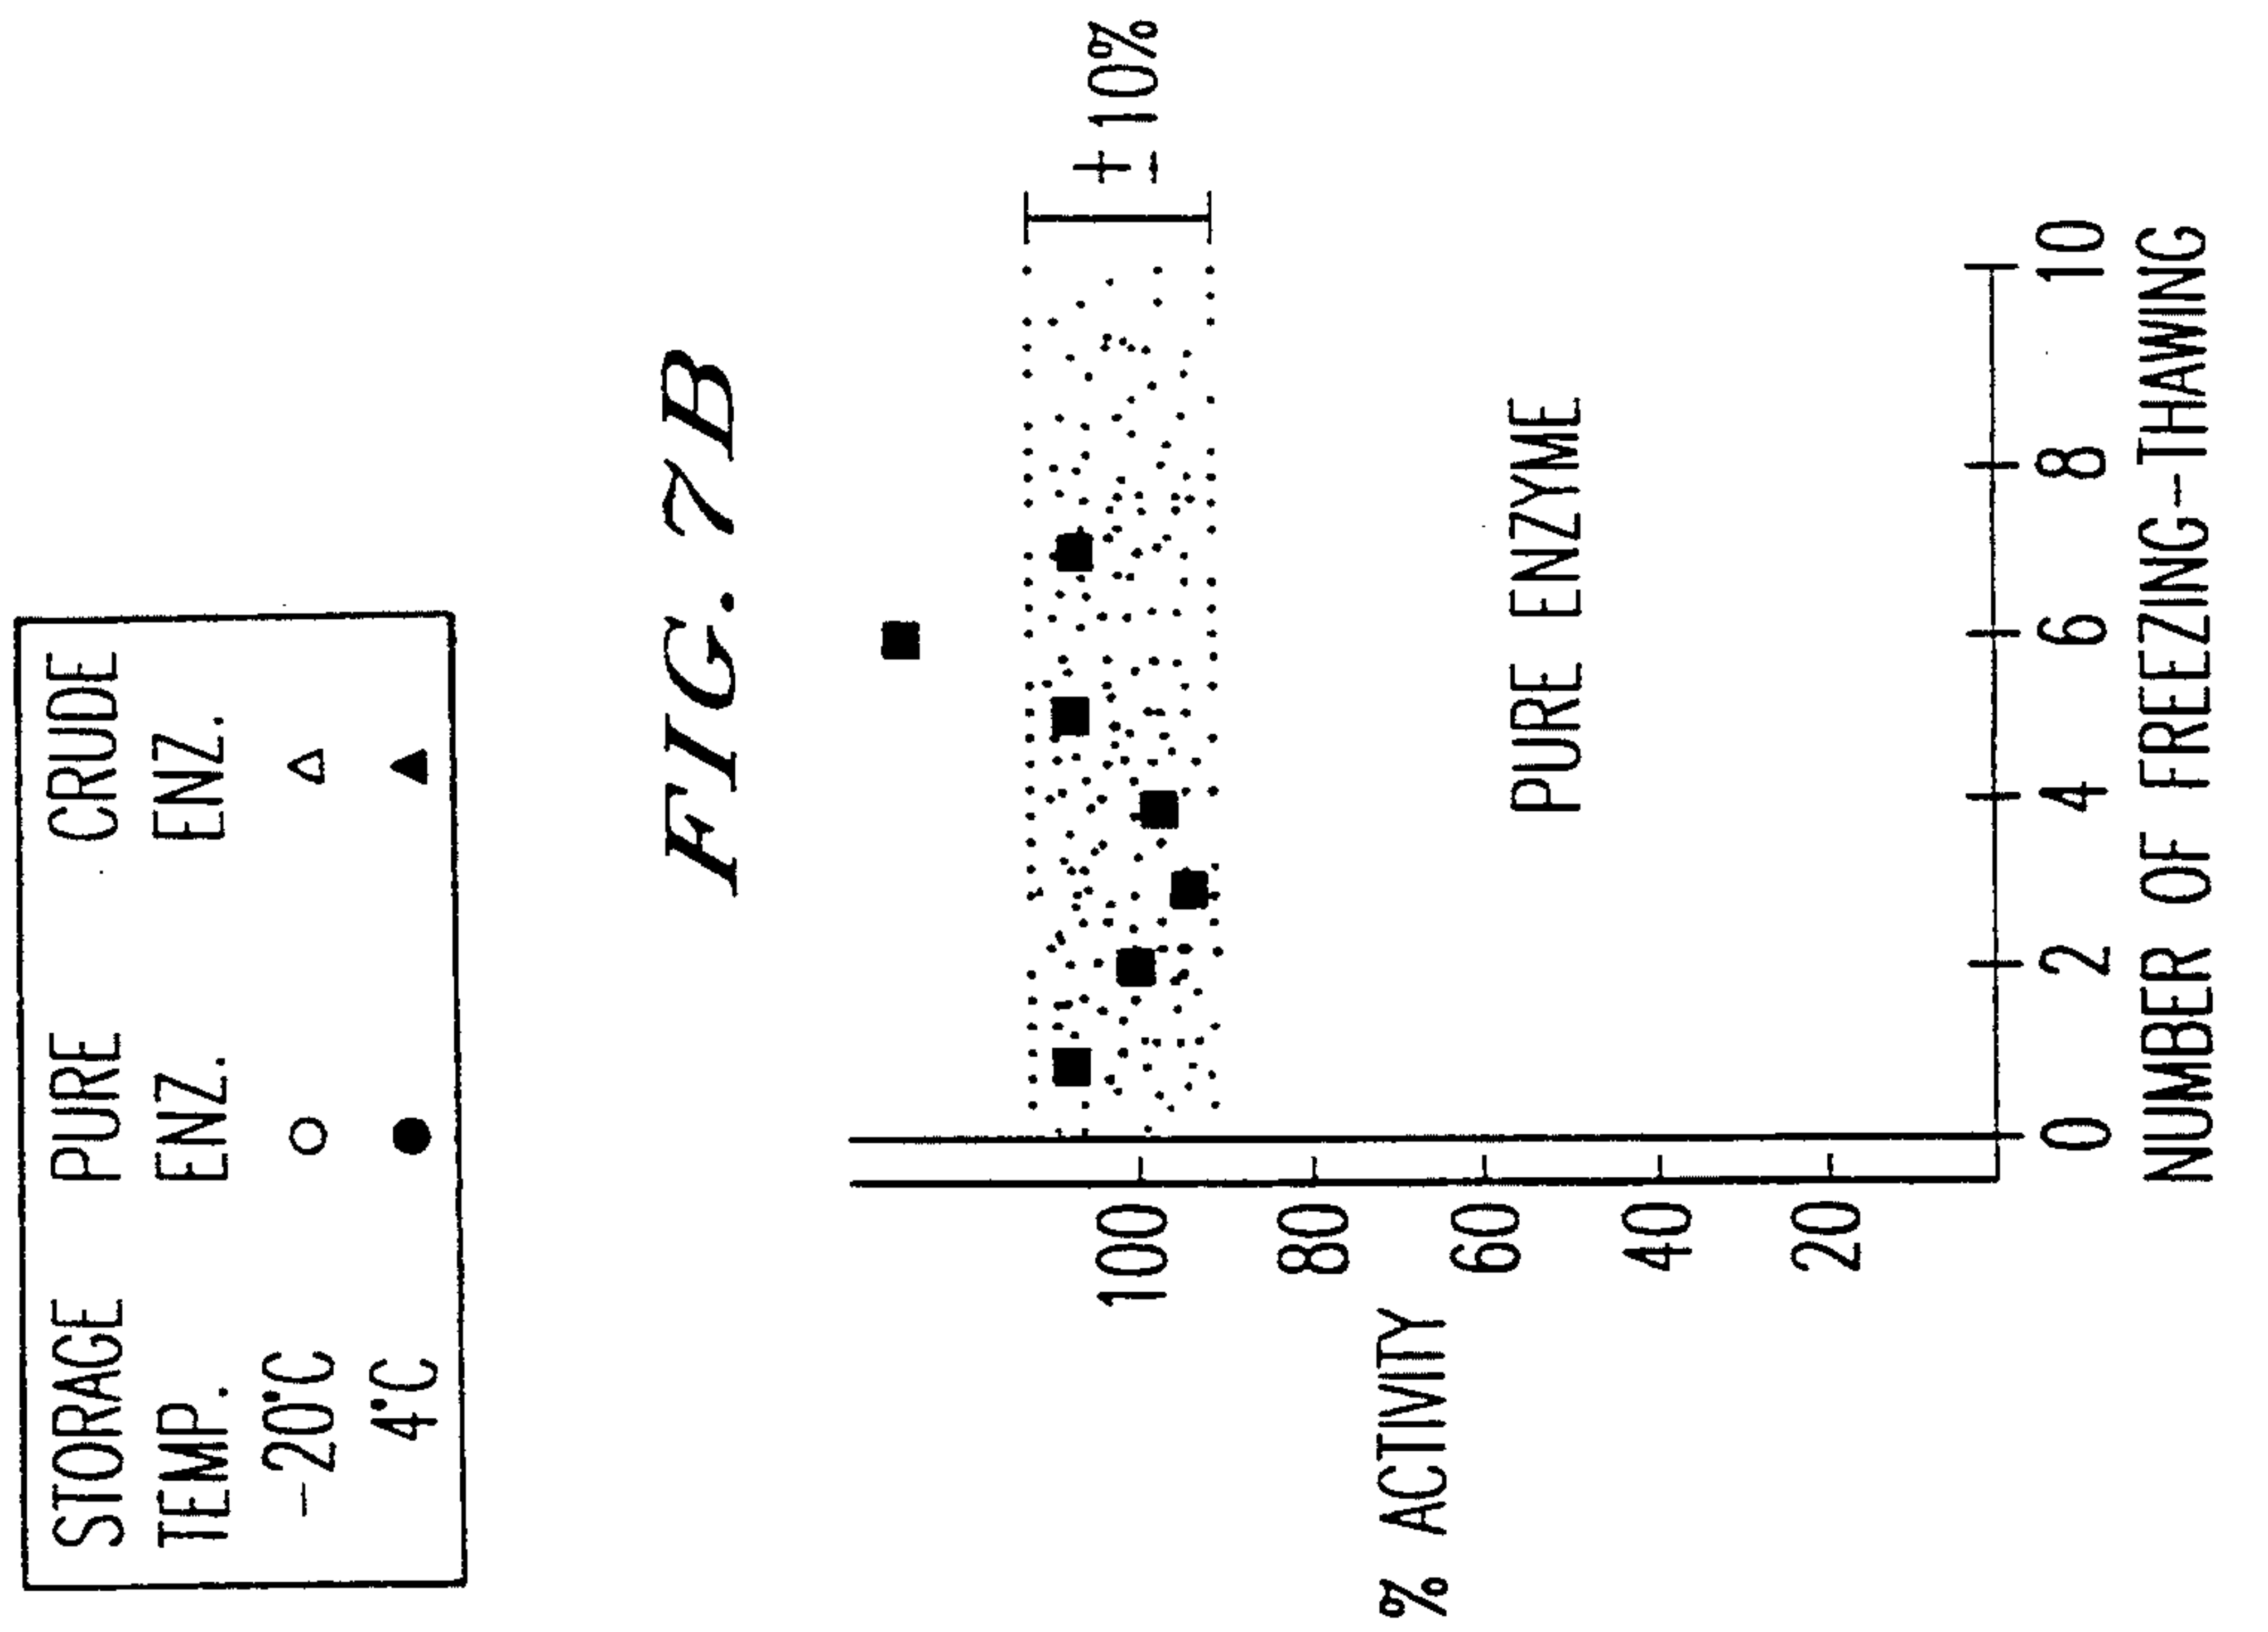 STORAGE PURE CRUDE
TEMP. ENZ. ENZ.
-20°C
4°C
FIG. 7B
±10%
100
80
60
40
20
% ACTIVITY
PURE ENZYME
0 2 4 6 8 10
NUMBER OF FREEZING-THAWING